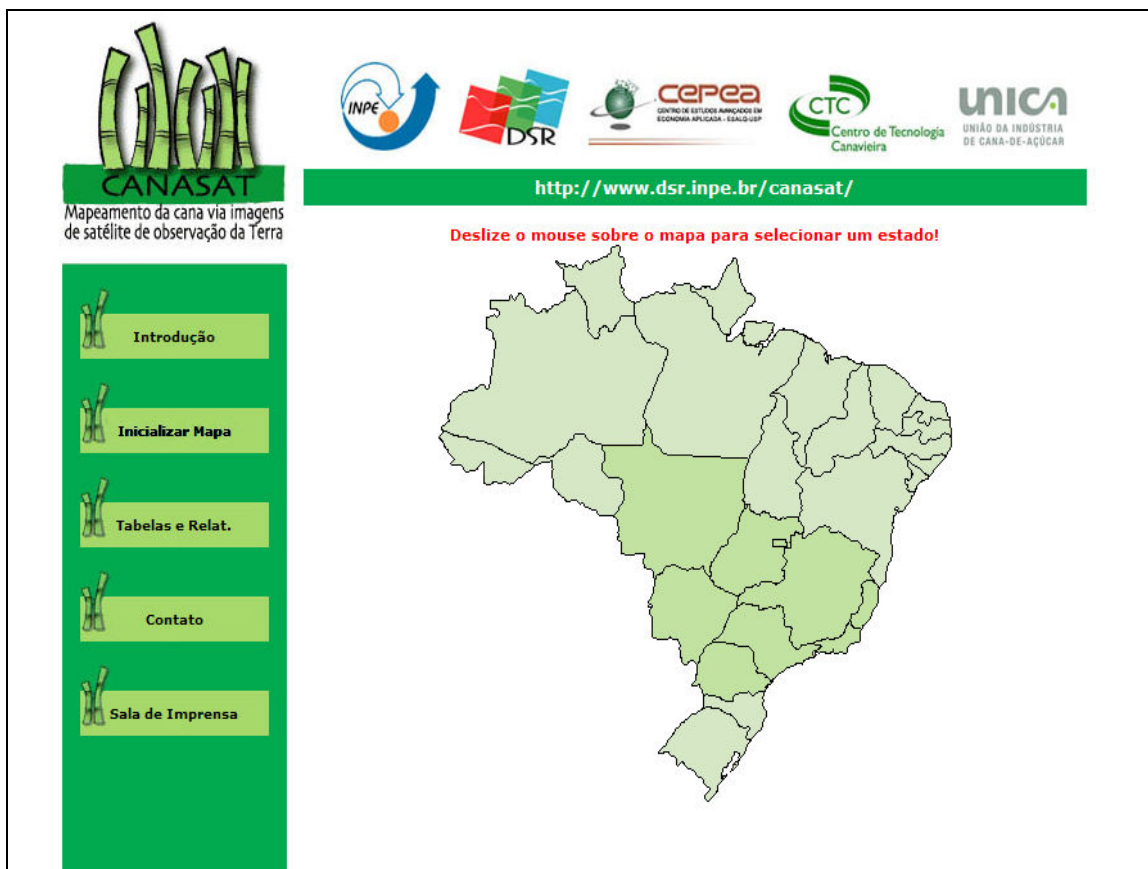 CANASAT
Mapeamento da cana via imagens
de satélite de observação da Terra
INPE
DSR
CEPEA
CENTRO DE ESTUDOS AVANÇADOS EM
ECONOMIA APLICADA - ESALQ-USP
CTC
Centro de Tecnologia
Canavieira
unica
UNIÃO DA INDÚSTRIA
DE CANA-DE-AÇÚCAR
http://www.dsr.inpe.br/canasat/
Deslize o mouse sobre o mapa para selecionar um estado!
Introdução
Inicializar Mapa
Tabelas e Relat.
Contato
Sala de Imprensa